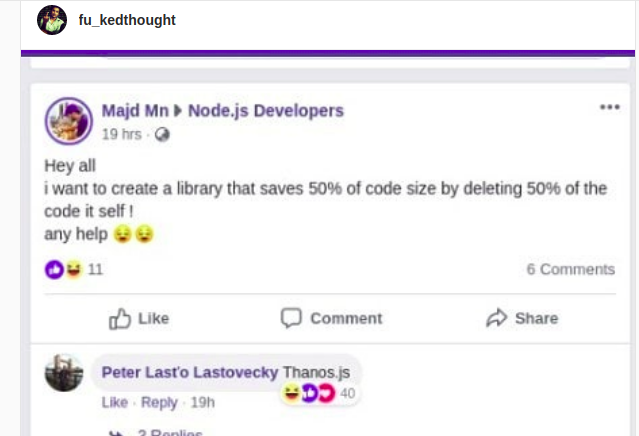 fu_kedthought
Majd Mn Node.js Developers
19 hrs ·
Hey all
i want to create a library that saves 50% of code size by deleting 50% of the
code it self !
any help
11
6 Comments
Like
Comment
Share
Peter Lasťo Lastovecky Thanos.js
40
Like · Reply · 19h
Replies